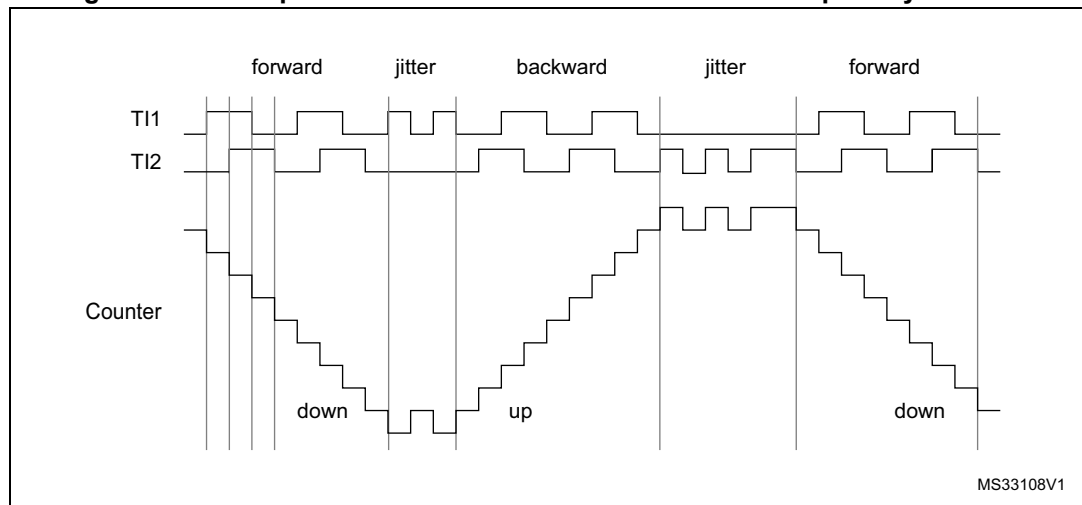 forward jitter backward jitter forward
TI1
TI2
Counter
down up down
MS33108V1